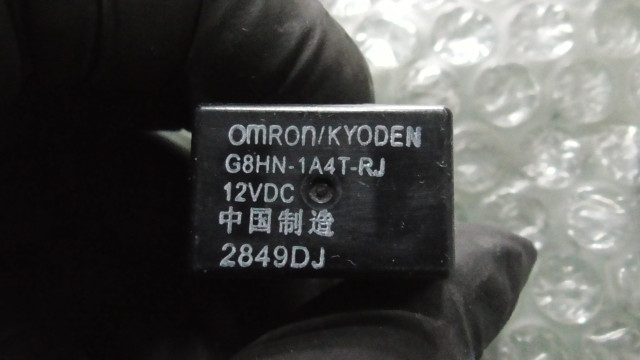 OMRON/KYODEN
G8HN-1A4T-RJ
12VDC
中国制造
2849DJ